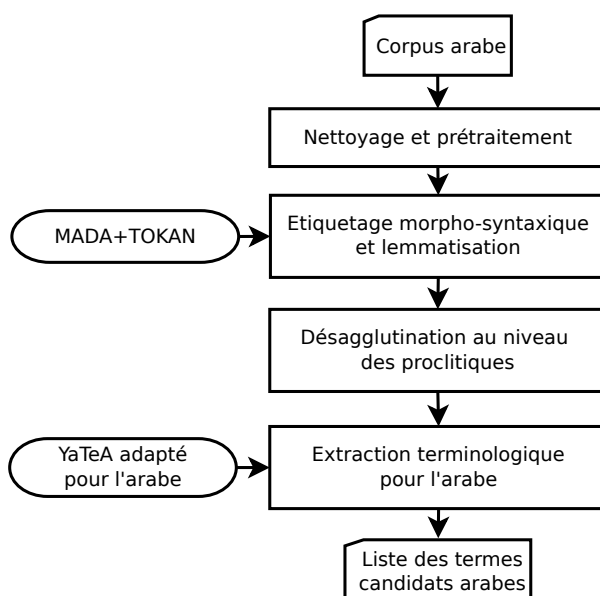 Corpus arabe
Nettoyage et prétraitement
MADA+TOKAN
Etiquetage morpho-syntaxique
et lemmatisation
Désagglutination au niveau
des proclitiques
YaTeA adapté
pour l'arabe
Extraction terminologique
pour l'arabe
Liste des termes
candidats arabes